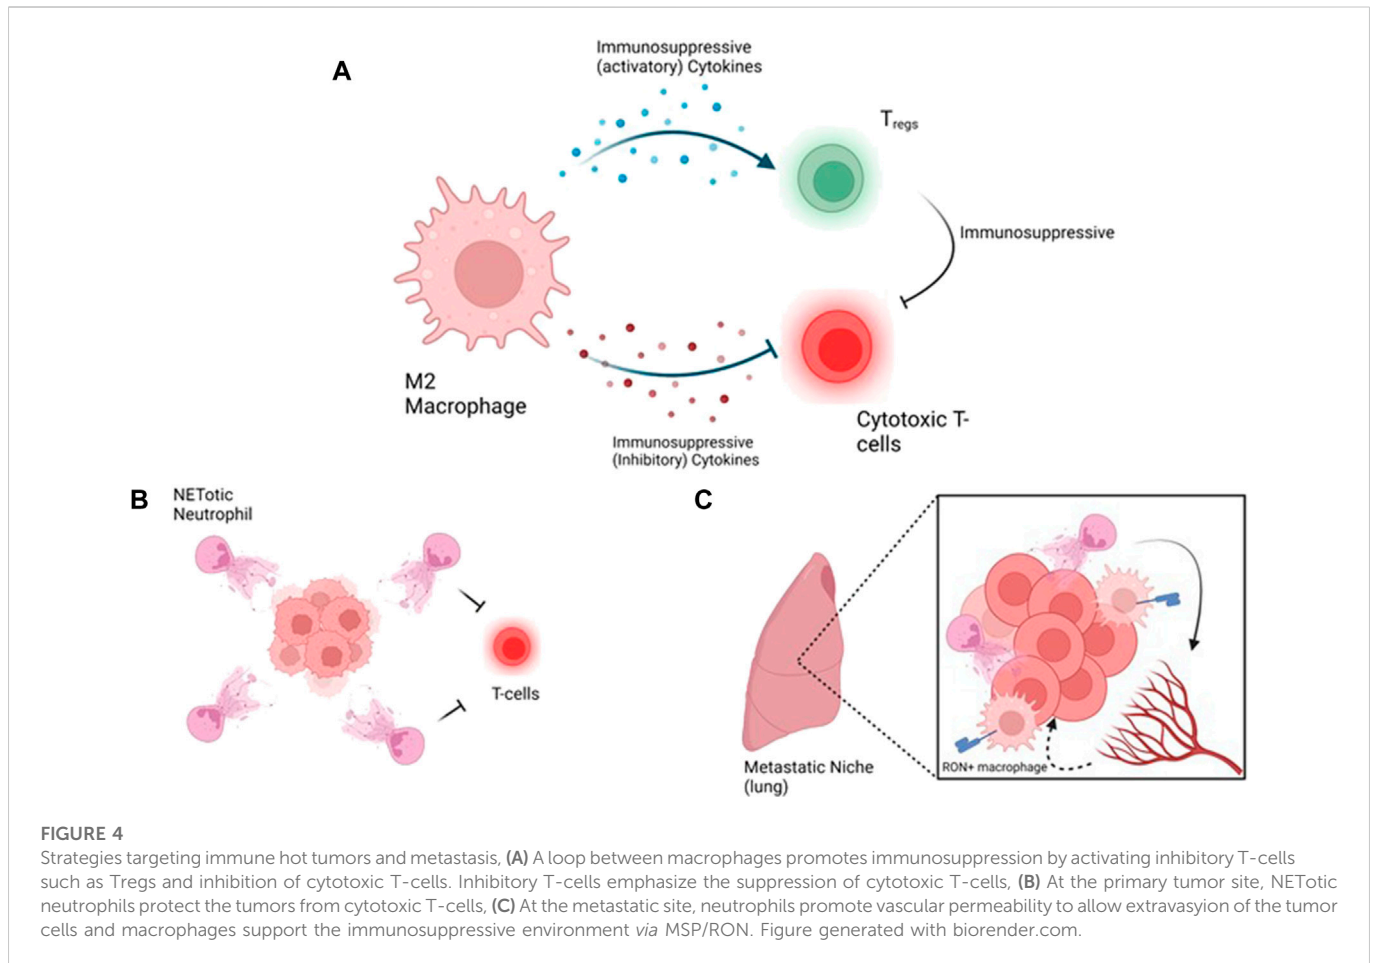 A
Immunosuppressive
(activatory) Cytokines
Tregs
Immunosuppressive
M2
Macrophage
Cytotoxic T-
cells
Immunosuppressive
(Inhibitory) Cytokines
B
NETotic
Neutrophil
T-cells
C
Metastatic Niche
(lung)
RON+ macrophage
FIGURE 4
Strategies targeting immune hot tumors and metastasis, (A) A loop between macrophages promotes immunosuppression by activating inhibitory T-cells
such as Tregs and inhibition of cytotoxic T-cells. Inhibitory T-cells emphasize the suppression of cytotoxic T-cells, (B) At the primary tumor site, NETotic
neutrophils protect the tumors from cytotoxic T-cells, (C) At the metastatic site, neutrophils promote vascular permeability to allow extravasyion of the tumor
cells and macrophages support the immunosuppressive environment via MSP/RON. Figure generated with biorender.com.